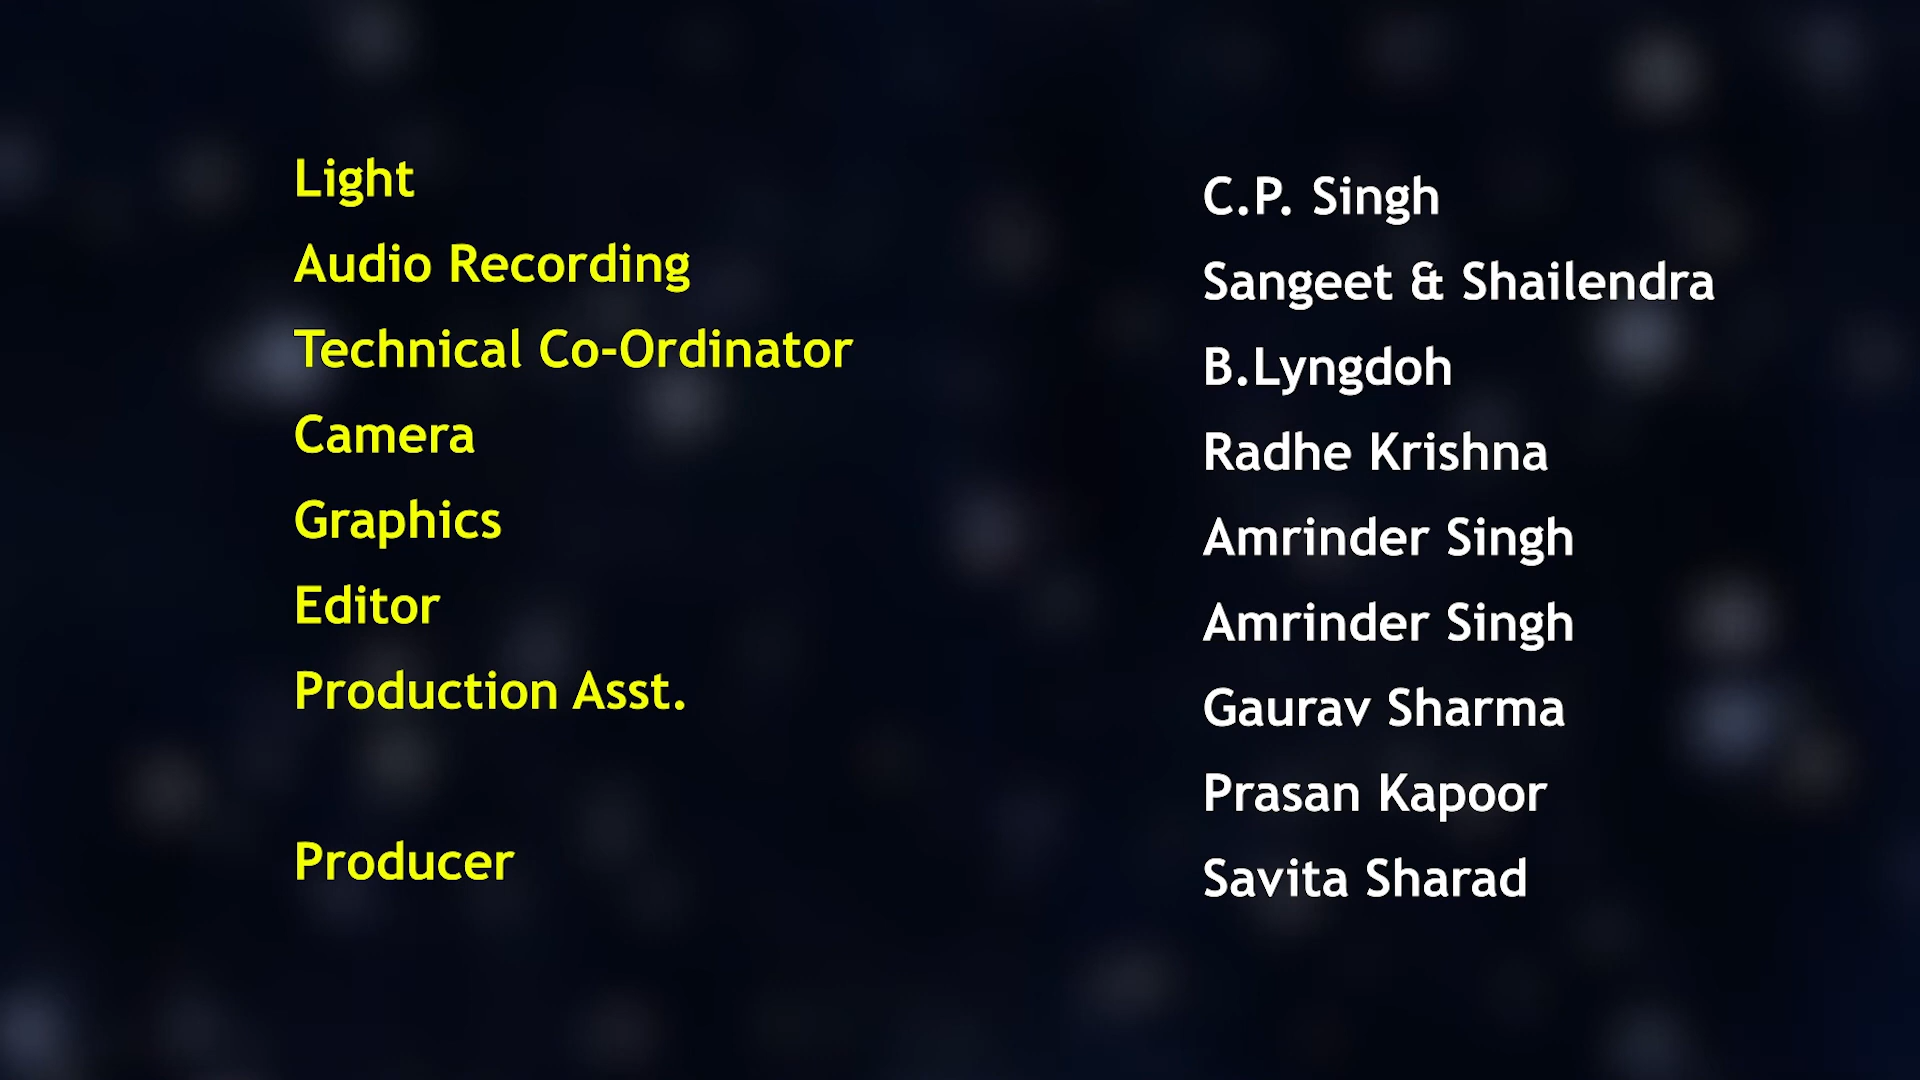 Light C.P. Singh
Audio Recording Sangeet & Shailendra
Technical Co-Ordinator B.Lyngdoh
Camera Radhe Krishna
Graphics Amrinder Singh
Editor Amrinder Singh
Production Asst. Gaurav Sharma
Prasan Kapoor
Producer Savita Sharad